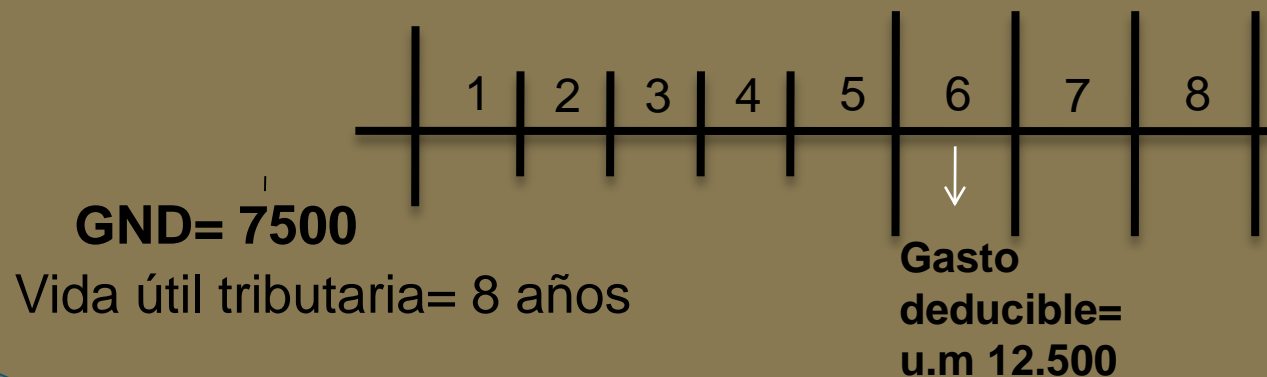 1 2 3 4 5 6 7 8
GND= 7500
Vida útil tributaria= 8 años
Gasto
deducible=
u.m 12.500